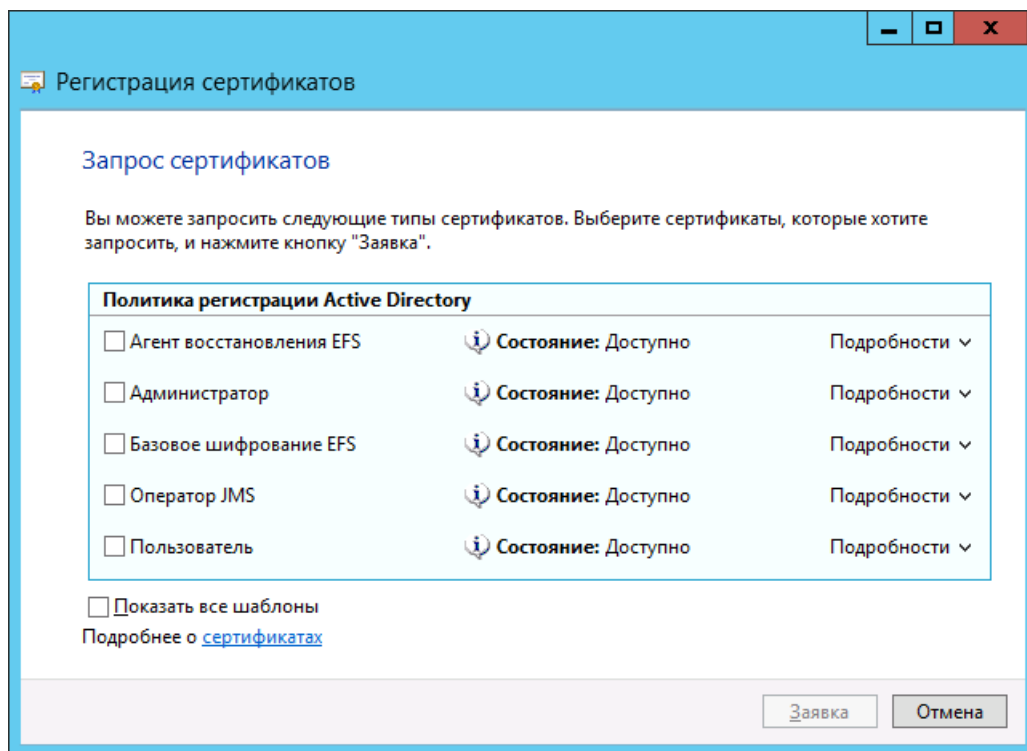 Регистрация сертификатов
Запрос сертификатов
Вы можете запросить следующие типы сертификатов. Выберите сертификаты, которые хотите
запросить, и нажмите кнопку "Заявка".
Политика регистрации Active Directory
Агент восстановления EFS Состояние: Доступно Подробности
Администратор Состояние: Доступно Подробности
Базовое шифрование EFS Состояние: Доступно Подробности
Оператор JMS Состояние: Доступно Подробности
Пользователь Состояние: Доступно Подробности
Показать все шаблоны
Подробнее о сертификатах
Заявка Отмена